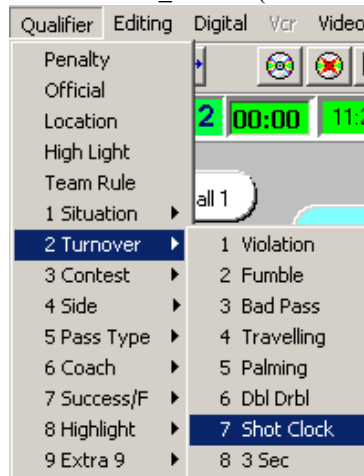 Qualifier Editing Digital Vcr Video
Penalty
Official
Location
2 00:00 11:2
High Light
Team Rule
1 Situation
all 1
2 Turnover
1 Violation
3 Contest
2 Fumble
4 Side
3 Bad Pass
5 Pass Type
4 Travelling
6 Coach
5 Palming
7 Success/F
6 Dbl Drbl
8 Highlight
7 Shot Clock
9 Extra 9
8 3 Sec